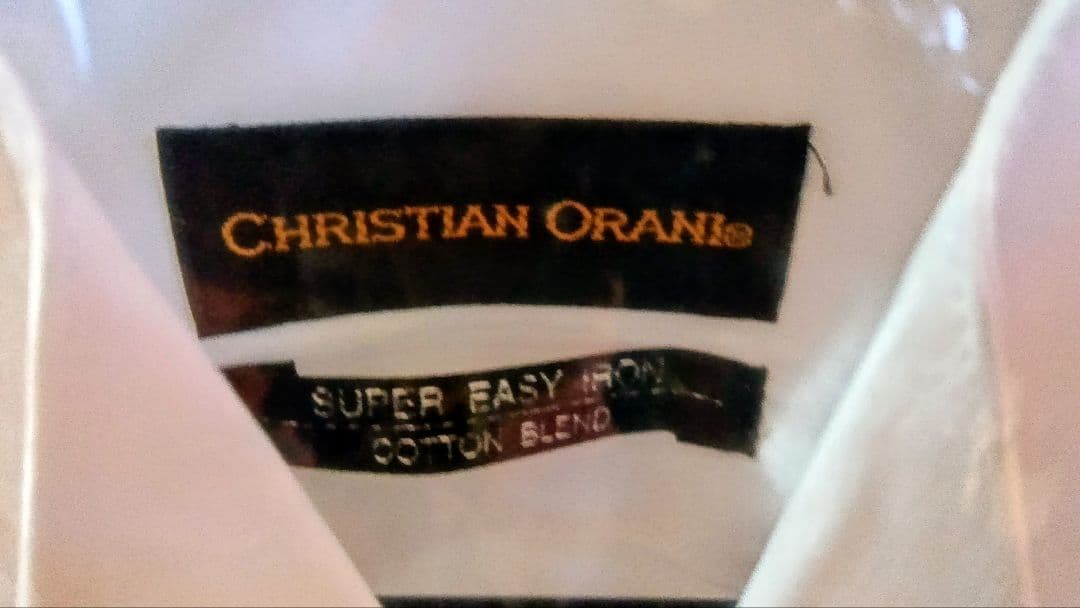 CHRISTIAN ORANI®
SUPER EASY IRON
COTTON BLEND